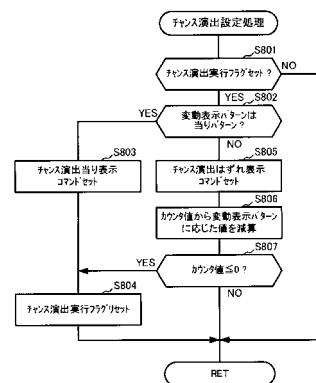 チャンス演出設定処理
S801
チャンス演出実行フラグセット?
NO
YES
S802
変動表示パターンは
当りパターン?
YES
NO
S803
チャンス演出当り表示
コマンドセット
S805
チャンス演出はずれ表示
コマンドセット
S806
カウンタ値から変動表示パターン
に応じた値を減算
S807
カウンタ値≦0?
YES
NO
S804
チャンス演出実行フラグリセット
RET